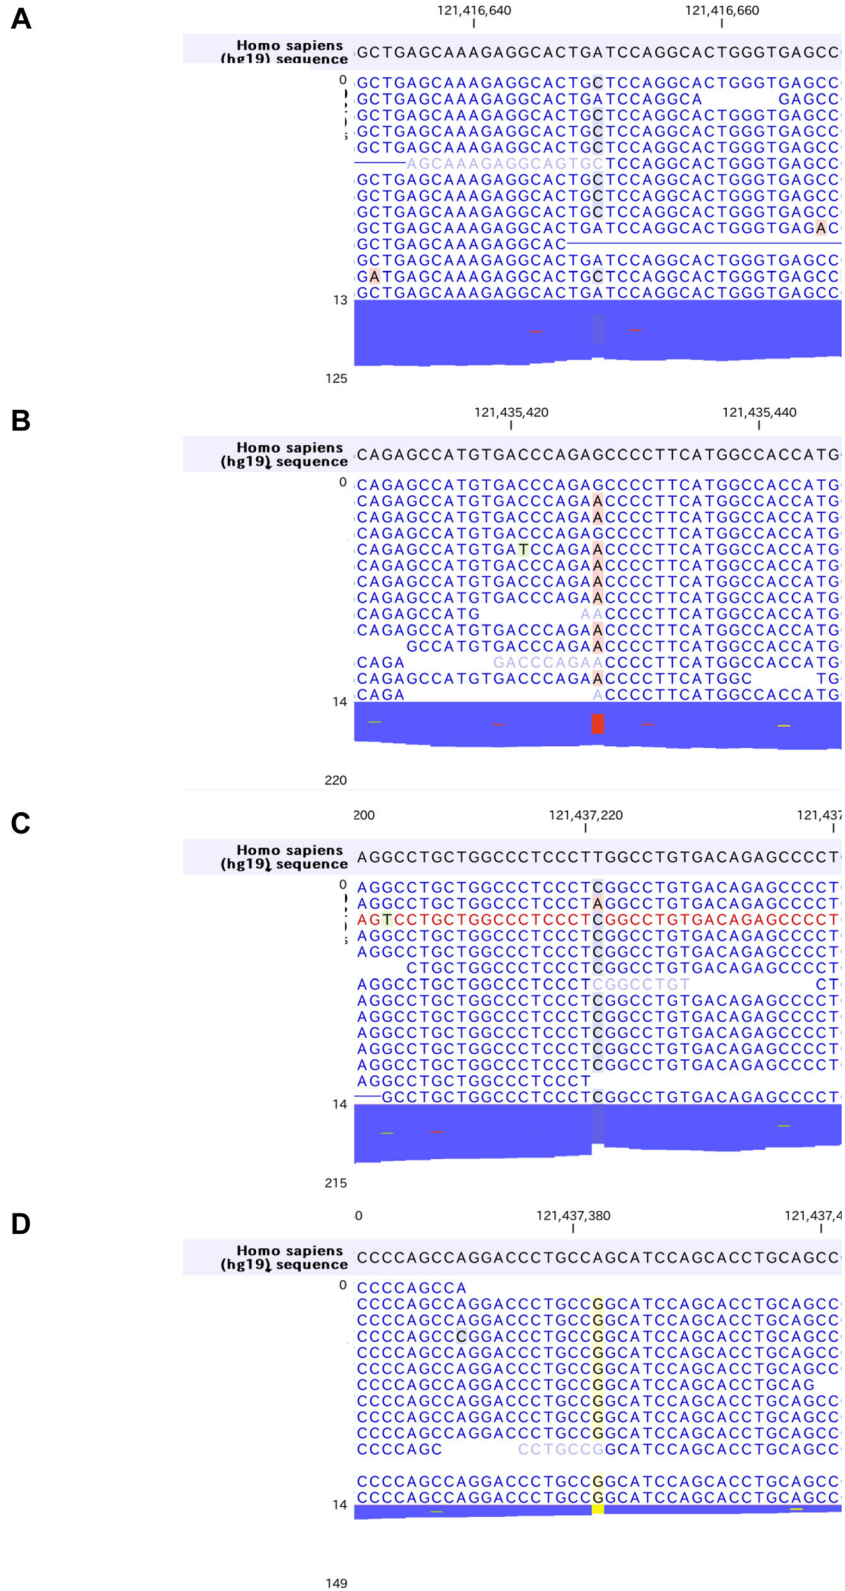 A
121,416,640 121,416,660
Homo sapiens
(hg19) sequence
GCTGAGCAAAGAGGCACTGATCCAGGCACTGGGTGAGCC
0
GCTGAGCAAAGAGGCACTGCTCCAGGCACTGGGTGAGCC
GCTGAGCAAAGAGGCACTGATCCAGGCA GAGCC
GCTGAGCAAAGAGGCACTGCTCCAGGCACTGGGTGAGCC
GCTGAGCAAAGAGGCACTGCTCCAGGCACTGGGTGAGCC
GCTGAGCAAAGAGGCACTGCTCCAGGCACTGGGTGAGCC
AGCAAAGAGGCAGTGCTCCAGGCACTGGGTGAGCC
GCTGAGCAAAGAGGCACTGCTCCAGGCACTGGGTGAGCC
GCTGAGCAAAGAGGCACTGCTCCAGGCACTGGGTGAGCC
GCTGAGCAAAGAGGCACTGCTCCAGGCACTGGGTGAGCC
GCTGAGCAAAGAGGCACTGATCCAGGCACTGGGTGAGAC
GCTGAGCAAAGAGGCAC
GCTGAGCAAAGAGGCACTGATCCAGGCACTGGGTGAGCC
GATGAGCAAAGAGGCACTGCTCCAGGCACTGGGTGAGCC
GCTGAGCAAAGAGGCACTGATCCAGGCACTGGGTGAGCC
13
125
B
121,435,420 121,435,440
Homo sapiens
(hg19) sequence
CAGAGCCATGTGACCCAGAGCCCCTTCATGGCCACCATG
0
CAGAGCCATGTGACCCAGAGCCCCTTCATGGCCACCATG
CAGAGCCATGTGACCCAGAACCCCTTCATGGCCACCATG
CAGAGCCATGTGACCCAGAACCCCTTCATGGCCACCATG
CAGAGCCATGTGACCCAGAGCCCCTTCATGGCCACCATG
CAGAGCCATGTGATCCAGAACCCCTTCATGGCCACCATG
CAGAGCCATGTGACCCAGAACCCCTTCATGGCCACCATG
CAGAGCCATGTGACCCAGAACCCCTTCATGGCCACCATG
CAGAGCCATGTGACCCAGAACCCCTTCATGGCCACCATG
CAGAGCCATG AACCCCTTCATGGCCACCATG
CAGAGCCATGTGACCCAGAACCCCTTCATGGCCACCATG
GCCATGTGACCCAGAACCCCTTCATGGCCACCATG
CAGA GACCCAGAACCCCTTCATGGCCACCATG
CAGAGCCATGTGACCCAGAACCCCTTCATGGC TG
CAGA ACCCCTTCATGGCCACCATG
14
220
C
200 121,437,220 121,437
Homo sapiens
(hg19) sequence
AGGCCTGCTGGCCCTCCCTTGGCCTGTGACAGAGCCCCT
0
AGGCCTGCTGGCCCTCCCTCGGCCTGTGACAGAGCCCCT
AGGCCTGCTGGCCCTCCCTAGGCCTGTGACAGAGCCCCT
AGTCCTGCTGGCCCTCCCTCGGCCTGTGACAGAGCCCCT
AGGCCTGCTGGCCCTCCCTCGGCCTGTGACAGAGCCCCT
AGGCCTGCTGGCCCTCCCTCGGCCTGTGACAGAGCCCCT
CTGCTGGCCCTCCCTCGGCCTGTGACAGAGCCCCT
AGGCCTGCTGGCCCTCCCTCGGCCTGT CT
AGGCCTGCTGGCCCTCCCTCGGCCTGTGACAGAGCCCCT
AGGCCTGCTGGCCCTCCCTCGGCCTGTGACAGAGCCCCT
AGGCCTGCTGGCCCTCCCTCGGCCTGTGACAGAGCCCCT
AGGCCTGCTGGCCCTCCCTCGGCCTGTGACAGAGCCCCT
AGGCCTGCTGGCCCTCCCTCGGCCTGTGACAGAGCCCCT
AGGCCTGCTGGCCCTCCCT
GCCTGCTGGCCCTCCCTCGGCCTGTGACAGAGCCCCT
14
215
D
0 121,437,380 121,437,4
Homo sapiens
(hg19) sequence
CCCCAGCCAGGACCCTGCCAGCATCCAGCACCTGCAGCC
0
CCCCAGCCA
CCCCAGCCAGGACCCTGCCGGCATCCAGCACCTGCAGCC
CCCCAGCCAGGACCCTGCCGGCATCCAGCACCTGCAGCC
CCCCAGCCCGGACCCTGCCGGCATCCAGCACCTGCAGCC
CCCCAGCCAGGACCCTGCCGGCATCCAGCACCTGCAGCC
CCCCAGCCAGGACCCTGCCGGCATCCAGCACCTGCAGCC
CCCCAGCCAGGACCCTGCCGGCATCCAGCACCTGCAG
CCCCAGCCAGGACCCTGCCGGCATCCAGCACCTGCAGCC
CCCCAGCCAGGACCCTGCCGGCATCCAGCACCTGCAGCC
CCCCAGCCAGGACCCTGCCGGCATCCAGCACCTGCAGCC
CCCCAGC CCTGCCGGCATCCAGCACCTGCAGCC
CCCCAGCCAGGACCCTGCCGGCATCCAGCACCTGCAGCC
CCCCAGCCAGGACCCTGCCGGCATCCAGCACCTGCAGCC
14
149